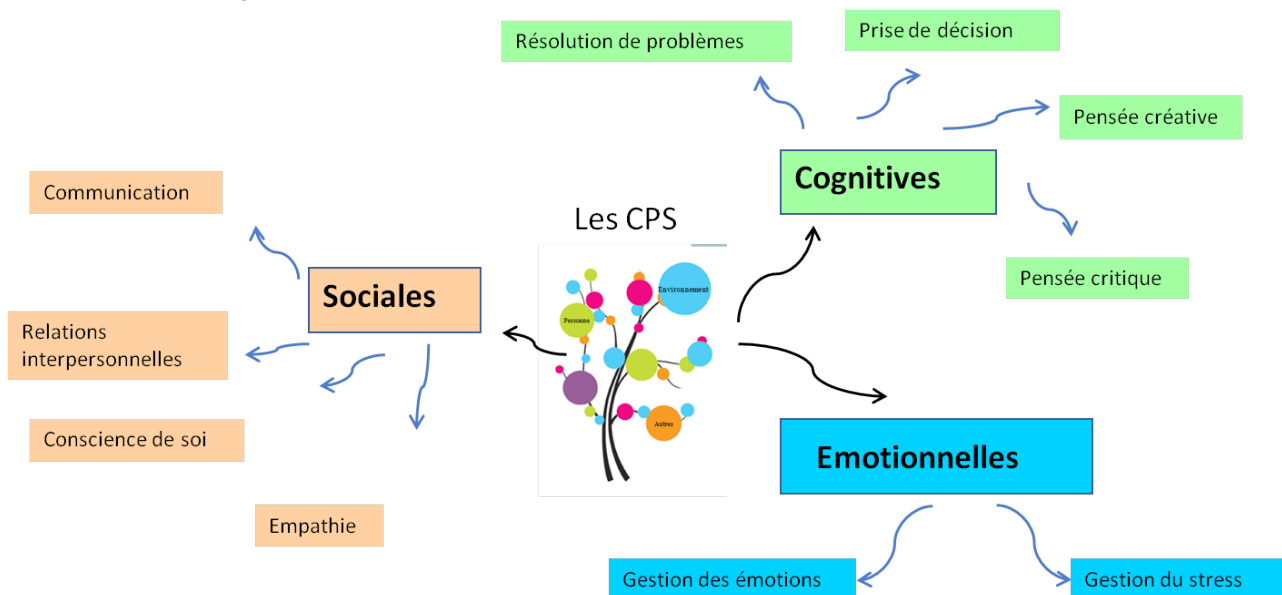 Les CPS
Environnement
Personne
Autres
Cognitives
Résolution de problèmes
Prise de décision
Pensée créative
Pensée critique
Sociales
Communication
Relations
interpersonnelles
Conscience de soi
Empathie
Emotionnelles
Gestion des émotions
Gestion du stress